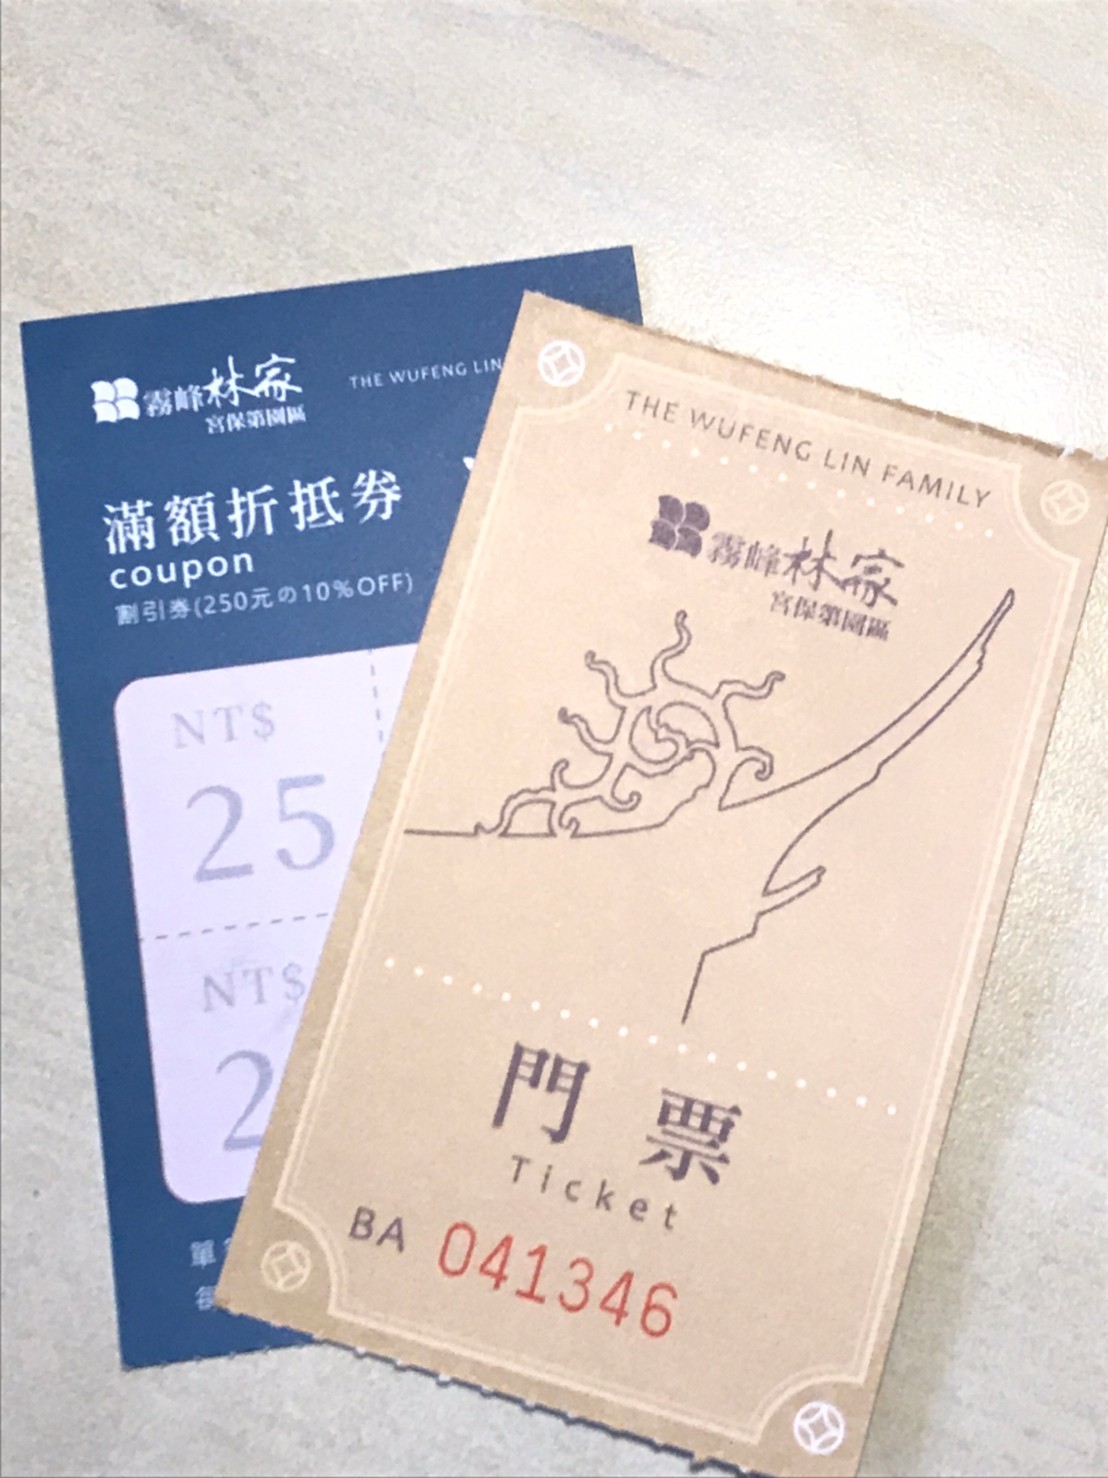 霧峰林家
宮保第園區
THE WUFENG LIN
滿額折抵券
coupon
割引券(250元の10%OFF)
NT$
25
NT$
2
單
THE WUFENG LIN FAMILY
霧峰林家
宮保第園區
門票
Ticket
BA 041346